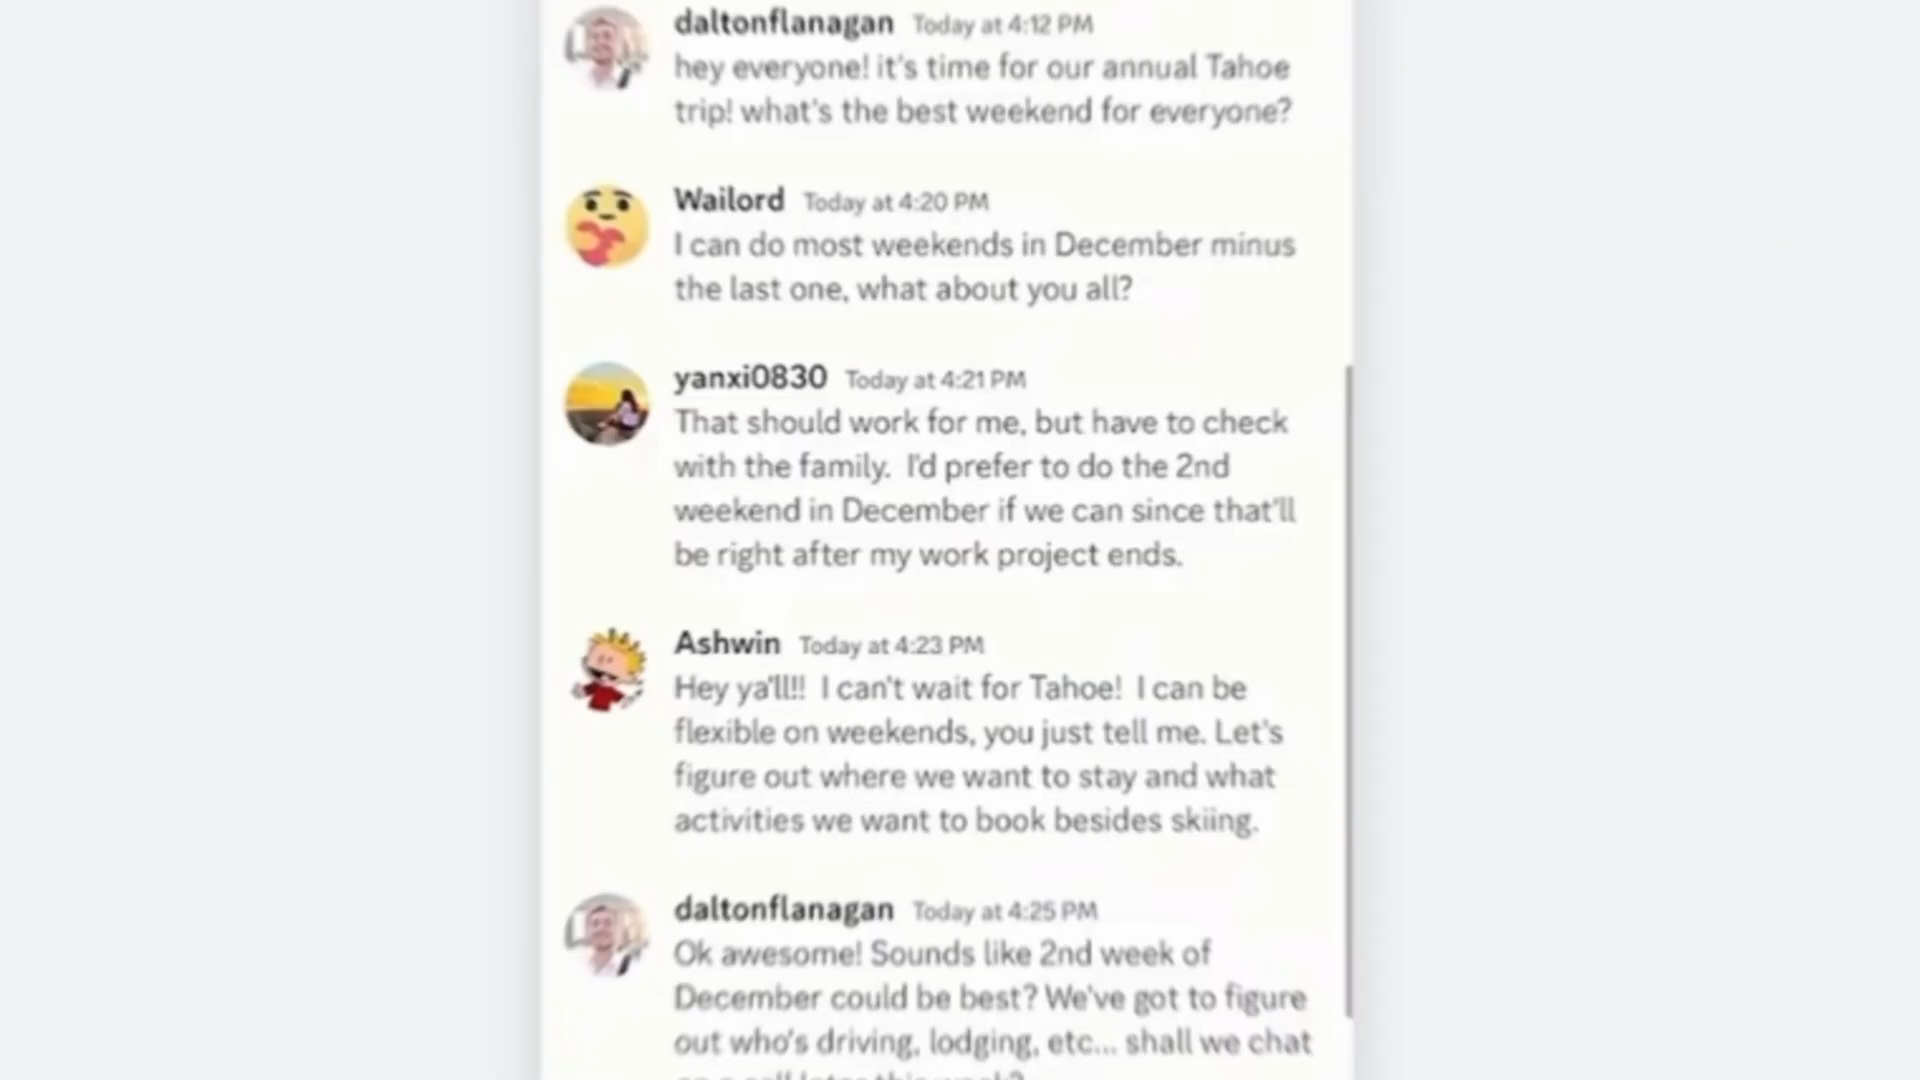 daltonflanagan Today at 4:12 PM
hey everyone! it's time for our annual Tahoe
trip! what's the best weekend for everyone?
Wailord Today at 4:20 PM
I can do most weekends in December minus
the last one, what about you all?
yanxi0830 Today at 4:21 PM
That should work for me, but have to check
with the family. I'd prefer to do the 2nd
weekend in December if we can since that'll
be right after my work project ends.
Ashwin Today at 4:23 PM
Hey ya'll!! I can't wait for Tahoe! I can be
flexible on weekends, you just tell me. Let's
figure out where we want to stay and what
activities we want to book besides skiing.
daltonflanagan Today at 4:25 PM
Ok awesome! Sounds like 2nd week of
December could be best? We've got to figure
out who's driving, lodging, etc... shall we chat